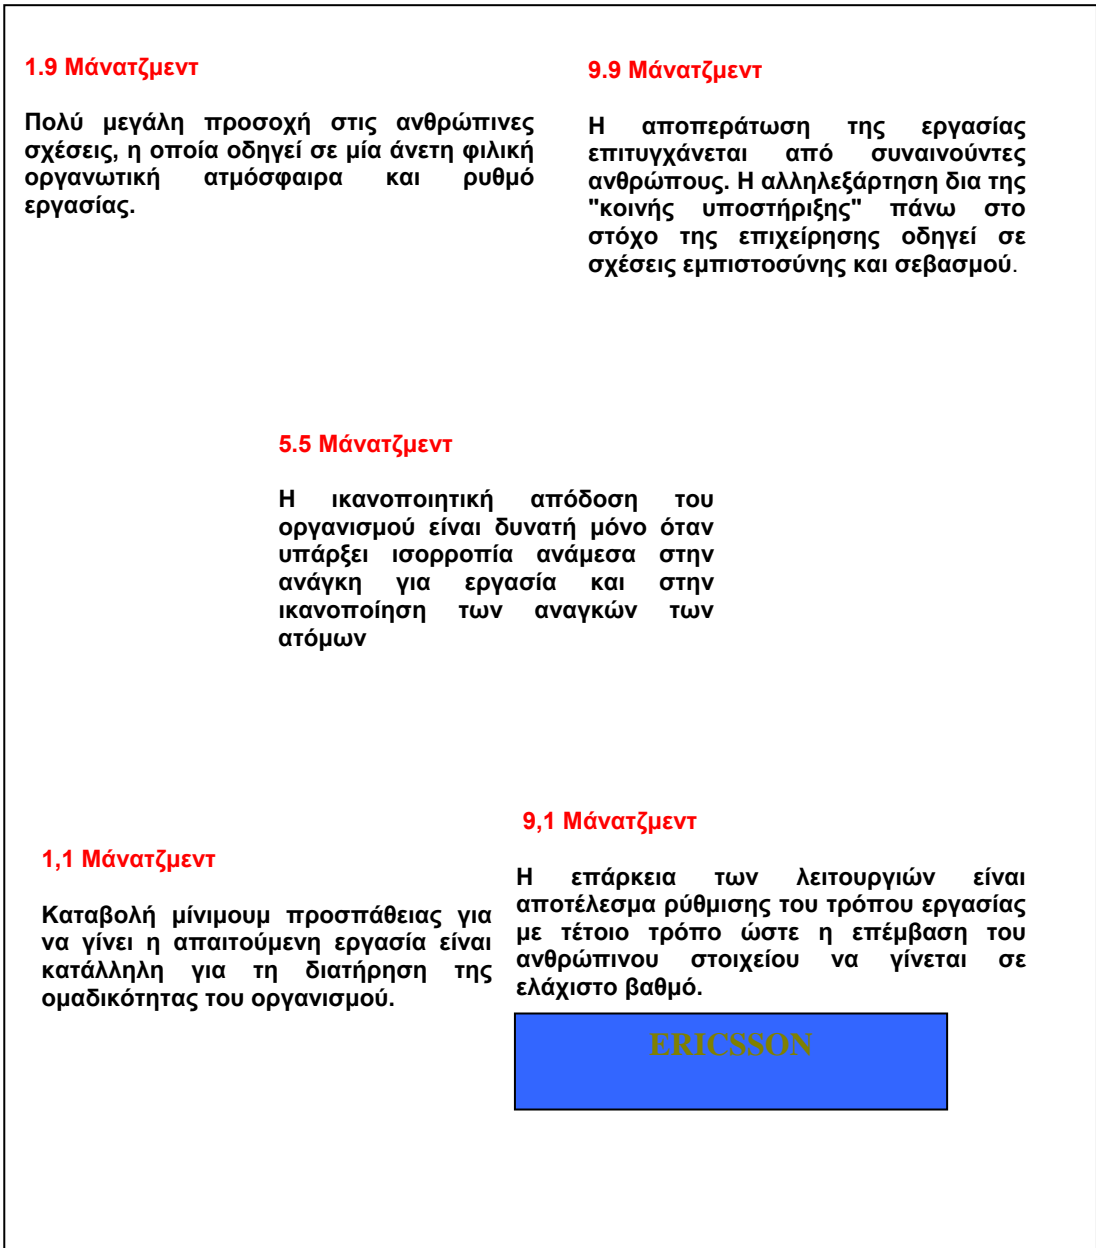 1.9 Μάνατζμεντ
Πολύ μεγάλη προσοχή στις ανθρώπινες
σχέσεις, η οποία οδηγεί σε μία άνετη φιλική
οργανωτική ατμόσφαιρα και ρυθμό
εργασίας.
9.9 Μάνατζμεντ
Η αποπεράτωση της εργασίας
επιτυγχάνεται από συναινούντες
ανθρώπους. Η αλληλεξάρτηση δια της
"κοινής υποστήριξης" πάνω στο
στόχο της επιχείρησης οδηγεί σε
σχέσεις εμπιστοσύνης και σεβασμού.
5.5 Μάνατζμεντ
Η ικανοποιητική απόδοση του
οργανισμού είναι δυνατή μόνο όταν
υπάρξει ισορροπία ανάμεσα στην
ανάγκη για εργασία και στην
ικανοποίηση των αναγκών των
ατόμων
1,1 Μάνατζμεντ
Καταβολή μίνιμουμ προσπάθειας για
να γίνει η απαιτούμενη εργασία είναι
κατάλληλη για τη διατήρηση της
ομαδικότητας του οργανισμού.
9,1 Μάνατζμεντ
Η επάρκεια των λειτουργιών είναι
αποτέλεσμα ρύθμισης του τρόπου εργασίας
με τέτοιο τρόπο ώστε η επέμβαση του
ανθρώπινου στοιχείου να γίνεται σε
ελάχιστο βαθμό.
ERICSSON